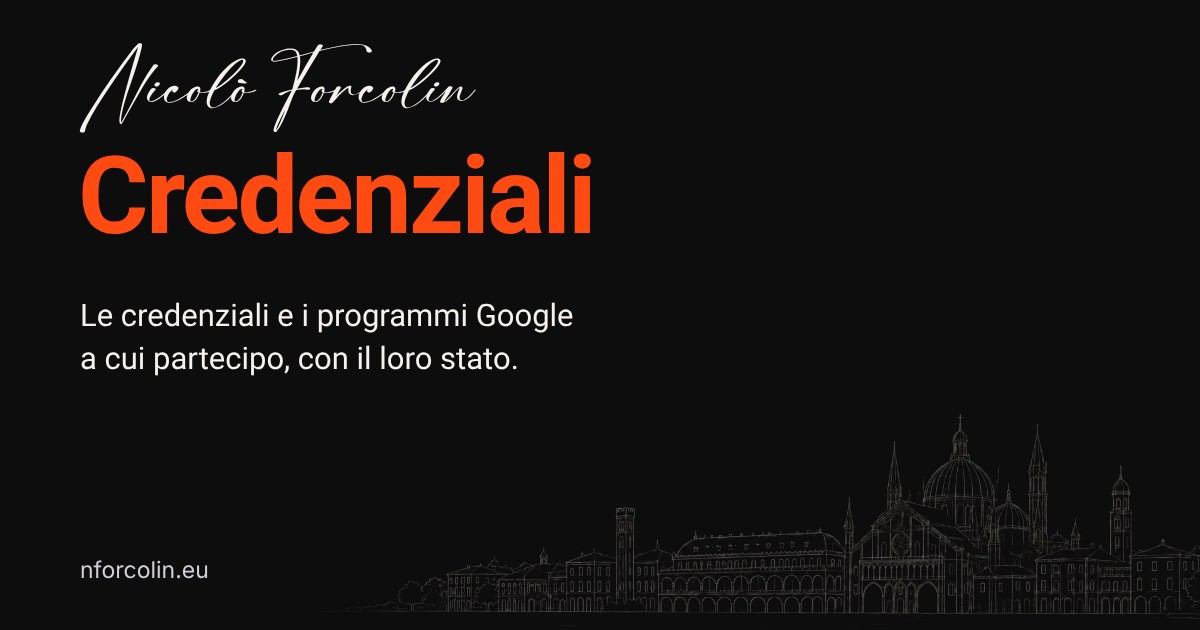 Nicolò Forcolin
Credenziali
Le credenziali e i programmi Google
a cui partecipo, con il loro stato.
nforcolin.eu